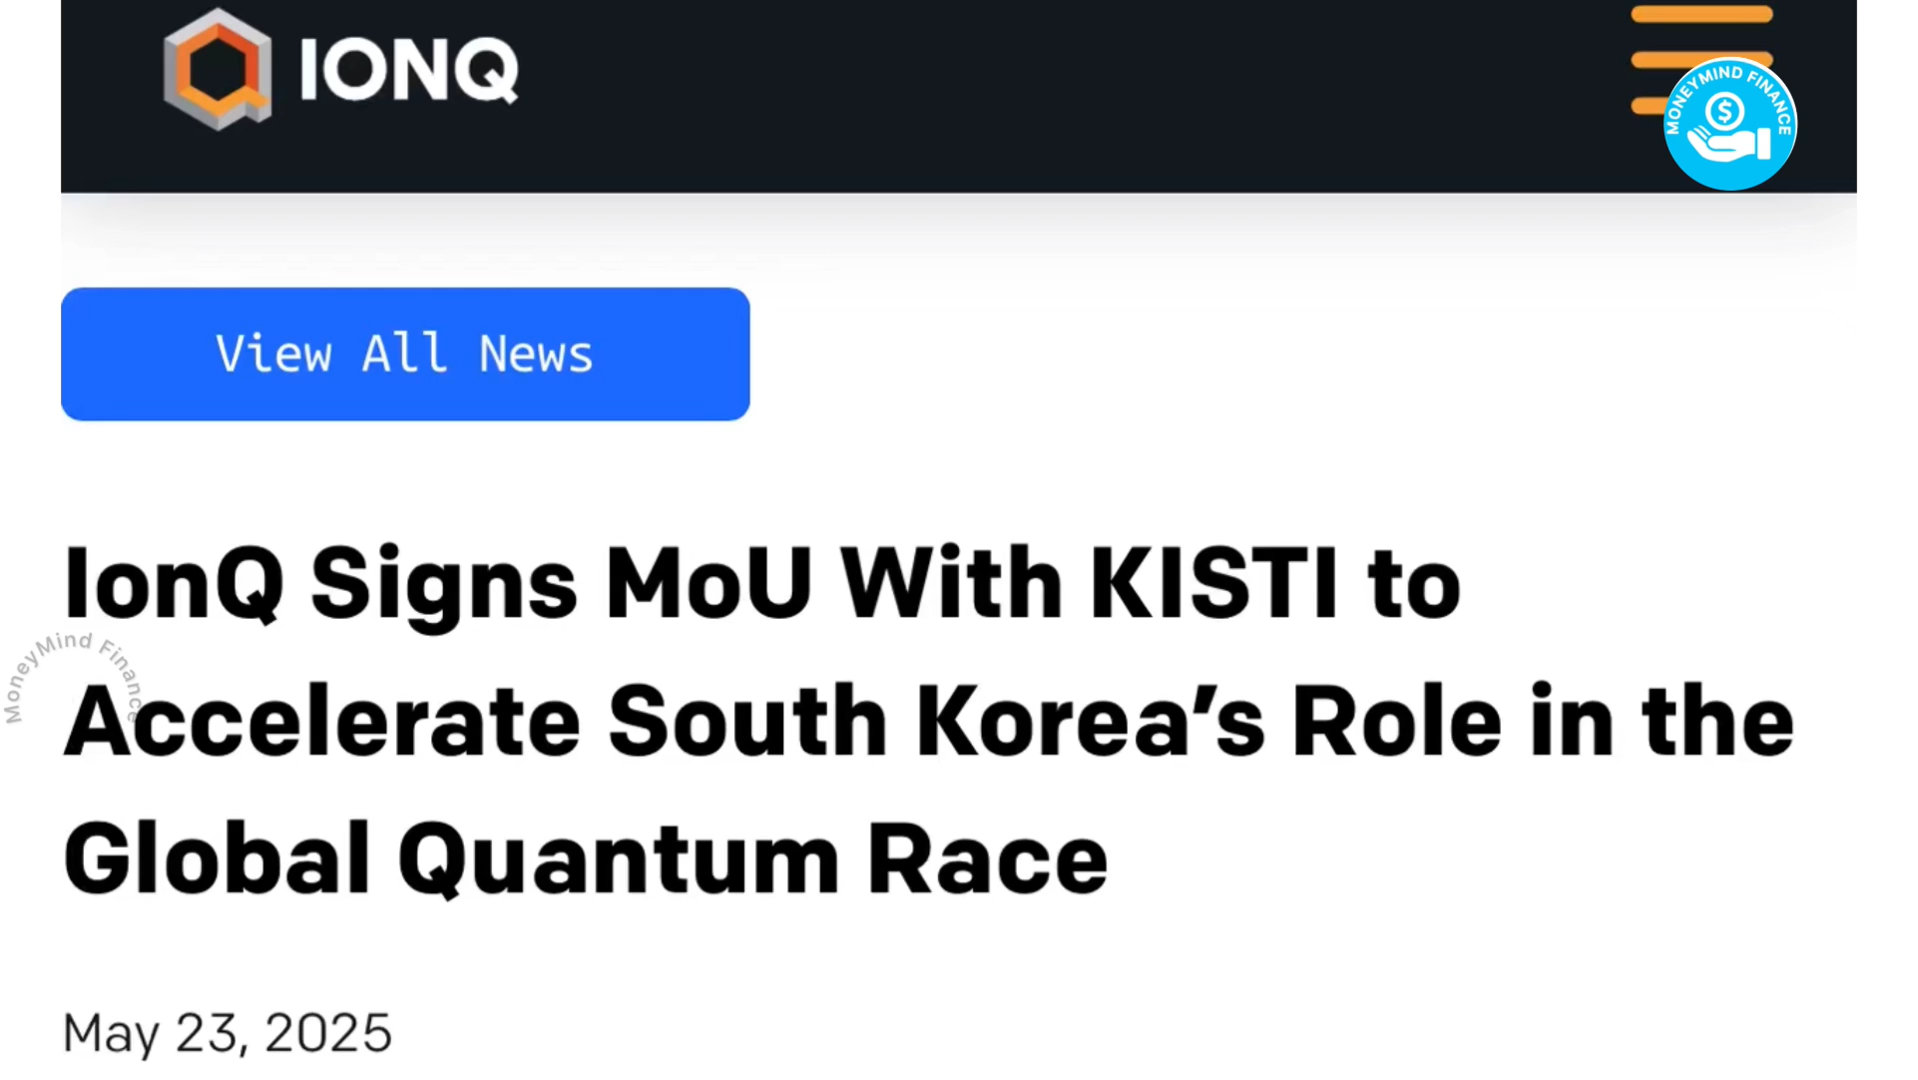 IONQ
MONEYMIND FINANCE
$
View All News
IonQ Signs MoU With KISTI to
MoneyMind Finance
Accelerate South Korea’s Role in the
Global Quantum Race
May 23, 2025